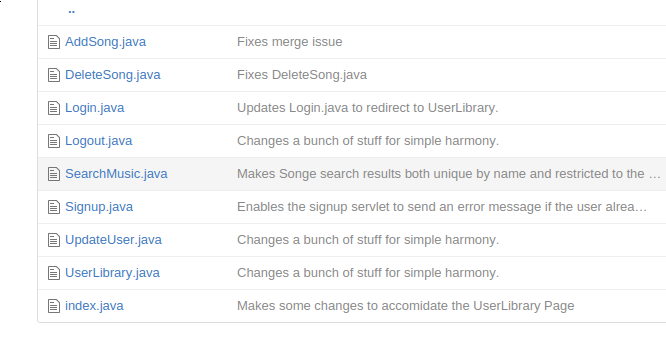 ..
AddSong.java Fixes merge issue
DeleteSong.java Fixes DeleteSong.java
Login.java Updates Login.java to redirect to UserLibrary.
Logout.java Changes a bunch of stuff for simple harmony.
SearchMusic.java Makes Songe search results both unique by name and restricted to the …
Signup.java Enables the signup servlet to send an error message if the user alrea…
UpdateUser.java Changes a bunch of stuff for simple harmony.
UserLibrary.java Changes a bunch of stuff for simple harmony.
index.java Makes some changes to accomidate the UserLibrary Page